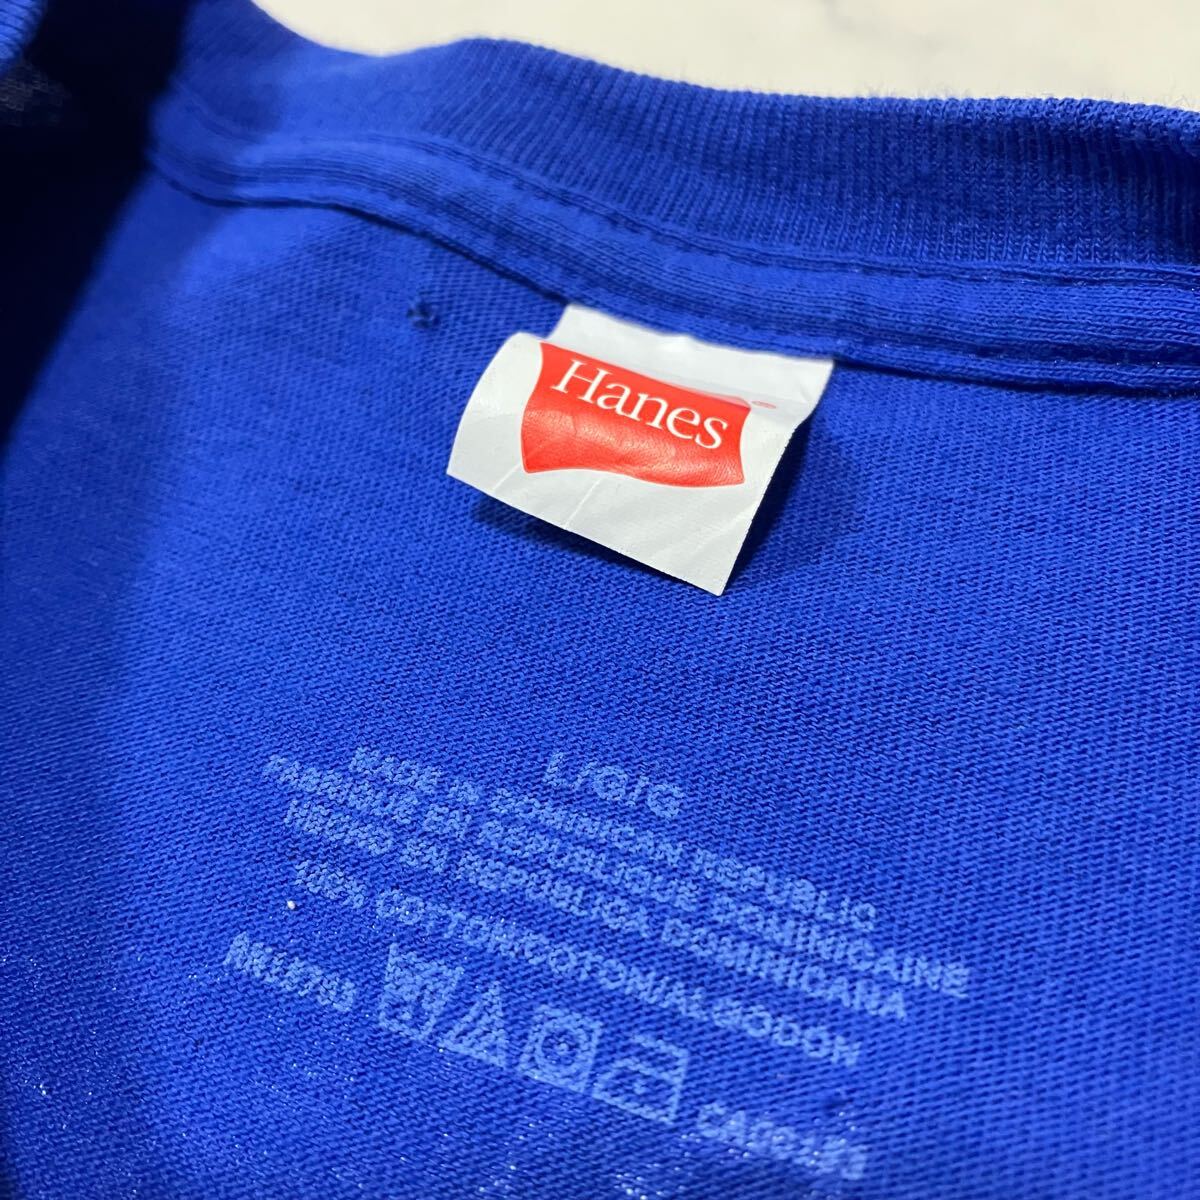 Hanes
L/G/G
MADE IN DOMINICAN REPUBLIC
FABRIQUÉ EN RÉPUBLIQUE DOMINICAINE
HECHO EN REPÚBLICA DOMINICANA
100% COTTON/COTON/ALGODÓN